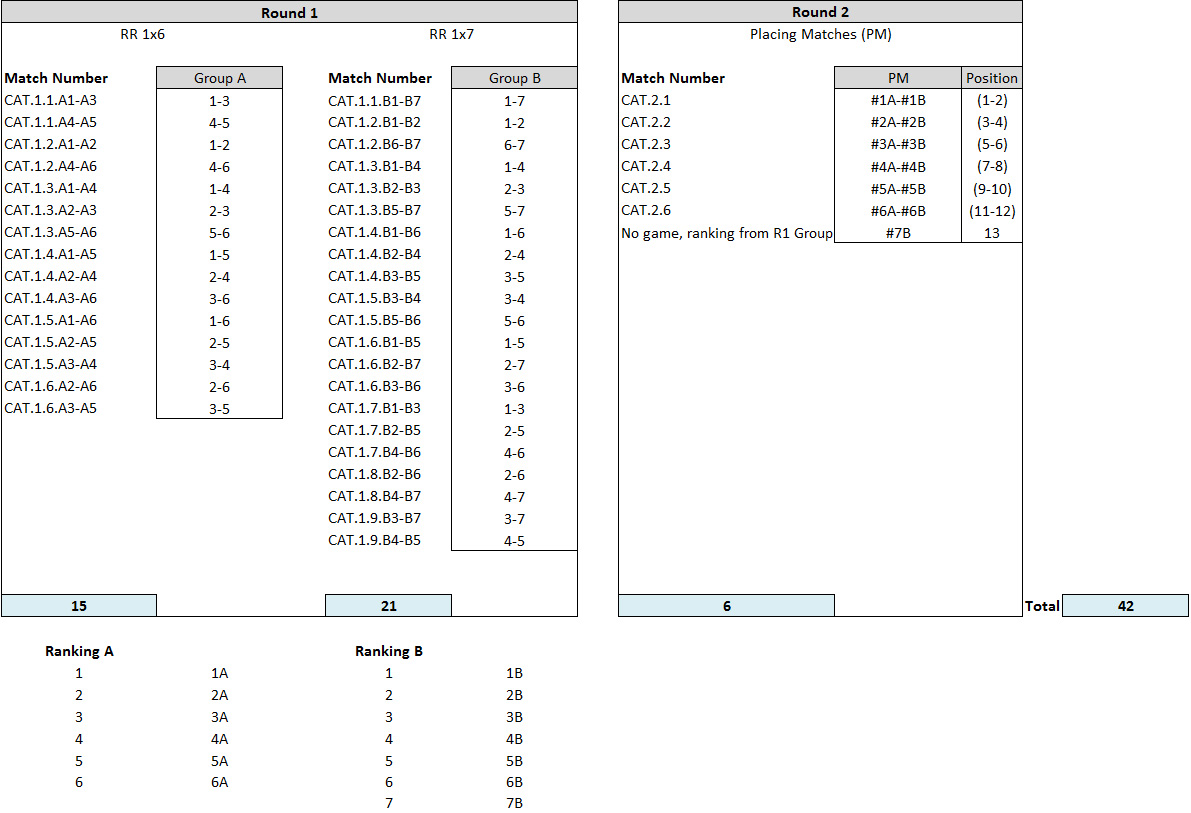 Round 1 Round 2
RR 1x6 RR 1x7 Placing Matches (PM)
Match Number Group A Match Number Group B Match Number PM Position
CAT.1.1.A1-A3 1-3 CAT.1.1.B1-B7 1-7 CAT.2.1 #1A-#1B (1-2)
CAT.1.1.A4-A5 4-5 CAT.1.2.B1-B2 1-2 CAT.2.2 #2A-#2B (3-4)
CAT.1.2.A1-A2 1-2 CAT.1.2.B6-B7 6-7 CAT.2.3 #3A-#3B (5-6)
CAT.1.2.A4-A6 4-6 CAT.1.3.B1-B4 1-4 CAT.2.4 #4A-#4B (7-8)
CAT.1.3.A1-A4 1-4 CAT.1.3.B2-B3 2-3 CAT.2.5 #5A-#5B (9-10)
CAT.1.3.A2-A3 2-3 CAT.1.3.B5-B7 5-7 CAT.2.6 #6A-#6B (11-12)
CAT.1.3.A5-A6 5-6 CAT.1.4.B1-B6 1-6 No game, ranking from R1 Group #7B 13
CAT.1.4.A1-A5 1-5 CAT.1.4.B2-B4 2-4
CAT.1.4.A2-A4 2-4 CAT.1.4.B3-B5 3-5
CAT.1.4.A3-A6 3-6 CAT.1.5.B3-B4 3-4
CAT.1.5.A1-A6 1-6 CAT.1.5.B5-B6 5-6
CAT.1.5.A2-A5 2-5 CAT.1.6.B1-B5 1-5
CAT.1.5.A3-A4 3-4 CAT.1.6.B2-B7 2-7
CAT.1.6.A2-A6 2-6 CAT.1.6.B3-B6 3-6
CAT.1.6.A3-A5 3-5 CAT.1.7.B1-B3 1-3
CAT.1.7.B2-B5 2-5
CAT.1.7.B4-B6 4-6
CAT.1.8.B2-B6 2-6
CAT.1.8.B4-B7 4-7
CAT.1.9.B3-B7 3-7
CAT.1.9.B4-B5 4-5
15 21 6 Total 42
Ranking A Ranking B
1 1A 1 1B
2 2A 2 2B
3 3A 3 3B
4 4A 4 4B
5 5A 5 5B
6 6A 6 6B
7 7B